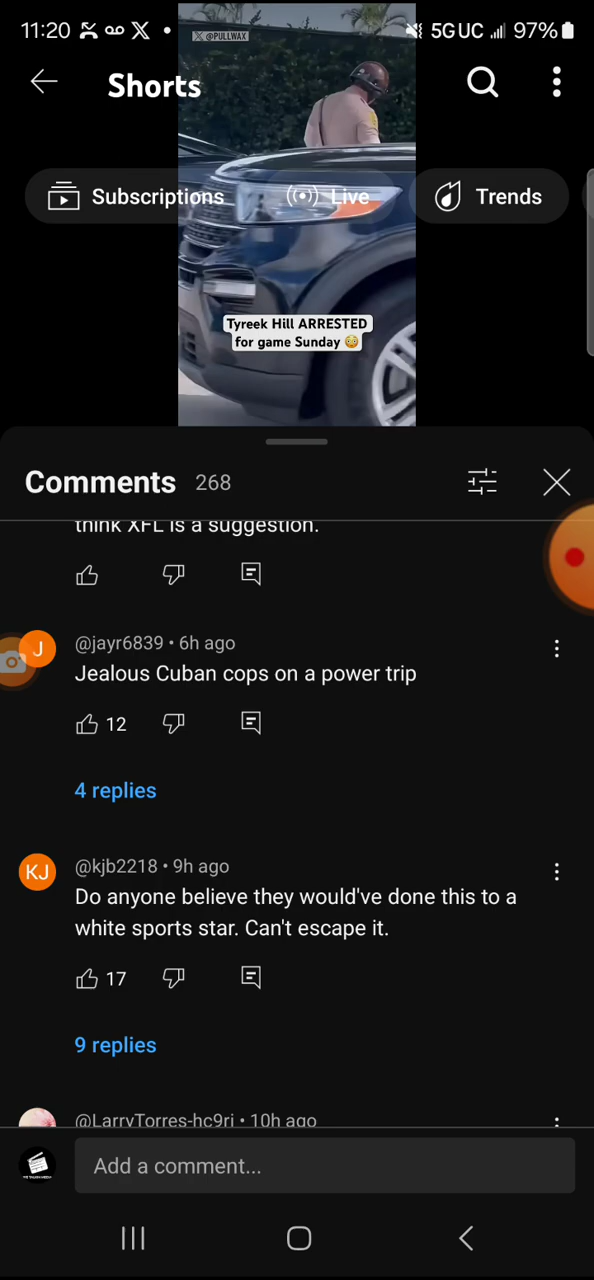 11:20
5GUC
97%
X @PULLWAX
Shorts
Subscriptions
Live
Trends
Tyreek Hill ARRESTED
for game Sunday 😳
Comments 268
think XFL is a suggestion.
J
@jayr6839 • 6h ago
Jealous Cuban cops on a power trip
12
4 replies
KJ
@kjb2218 • 9h ago
Do anyone believe they would've done this to a
white sports star. Can't escape it.
17
9 replies
@LarryTorres-hc9ri • 10h ago
Add a comment...